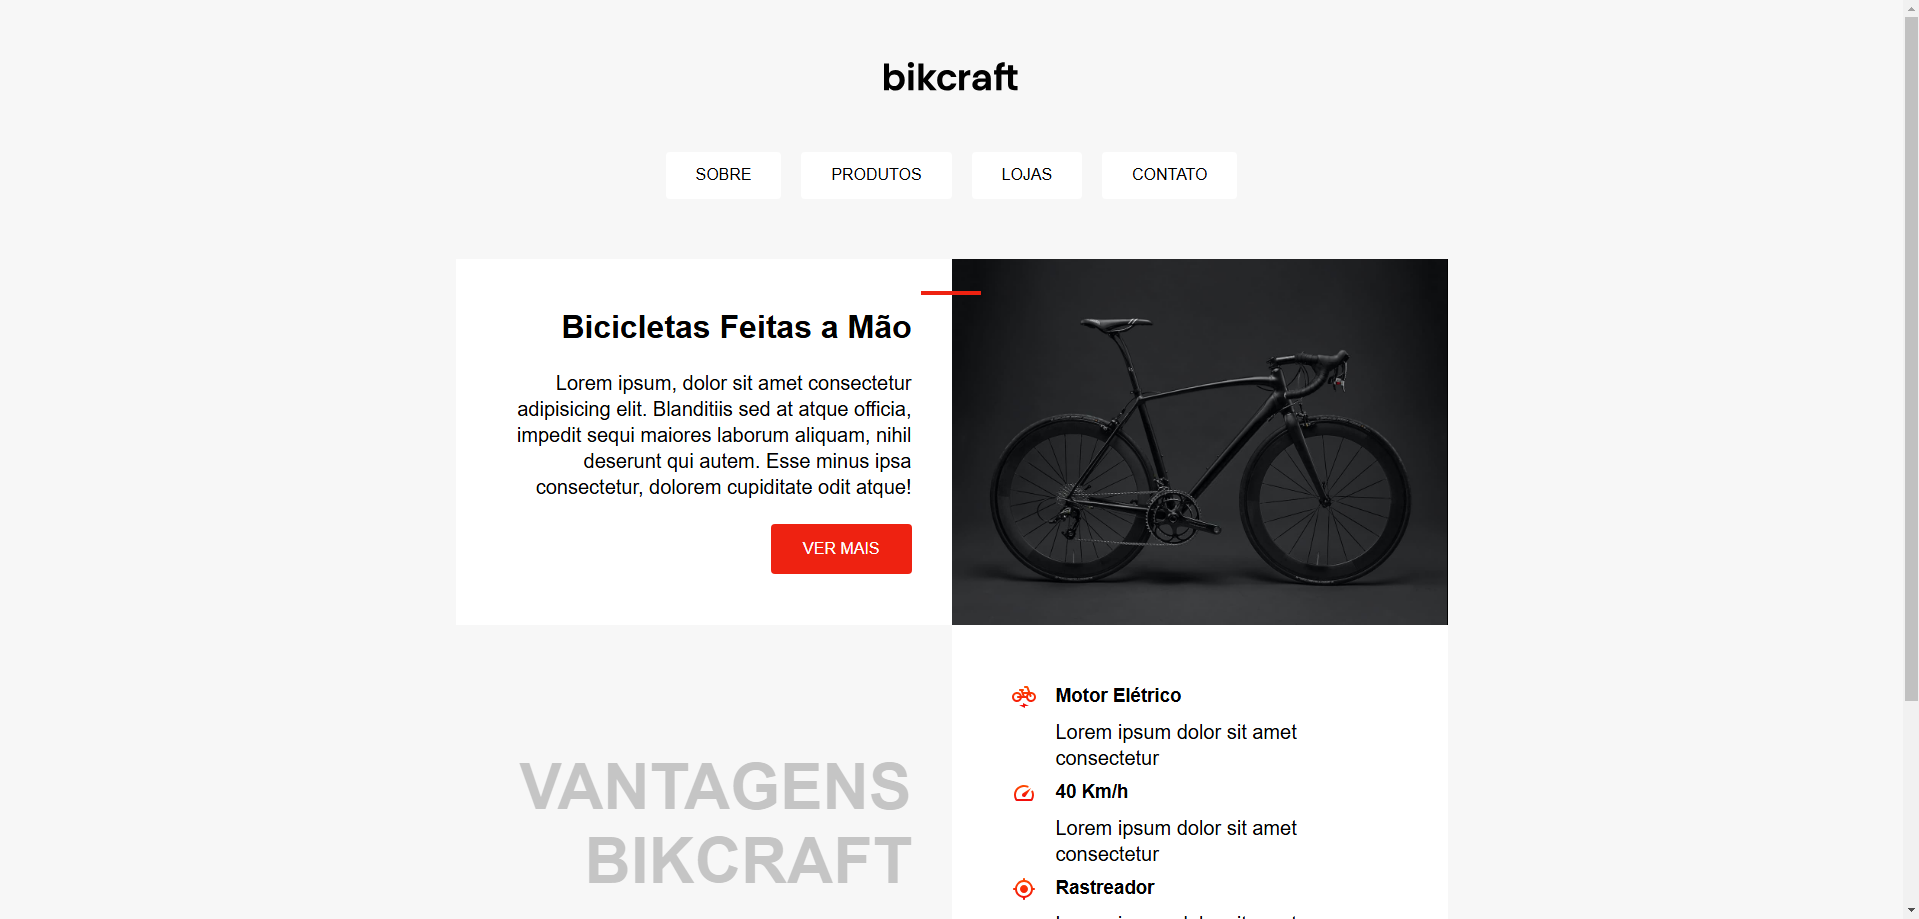 bikcraft
SOBRE PRODUTOS LOJAS CONTATO
Bicicletas Feitas a Mão
Lorem ipsum, dolor sit amet consectetur
adipisicing elit. Blanditiis sed at atque officia,
impedit sequi maiores laborum aliquam, nihil
deserunt qui autem. Esse minus ipsa
consectetur, dolorem cupiditate odit atque!
VER MAIS
VANTAGENS
BIKCRAFT
Motor Elétrico
Lorem ipsum dolor sit amet
consectetur
40 Km/h
Lorem ipsum dolor sit amet
consectetur
Rastreador